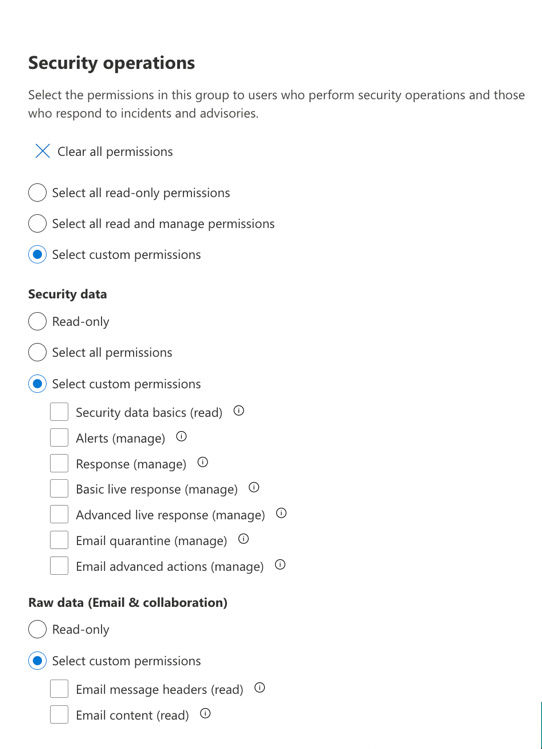 Security operations
Select the permissions in this group to users who perform security operations and those
who respond to incidents and advisories.
Clear all permissions
Select all read-only permissions
Select all read and manage permissions
Select custom permissions
Security data
Read-only
Select all permissions
Select custom permissions
Security data basics (read)
Alerts (manage)
Response (manage)
Basic live response (manage)
Advanced live response (manage)
Email quarantine (manage)
Email advanced actions (manage)
Raw data (Email & collaboration)
Read-only
Select custom permissions
Email message headers (read)
Email content (read)